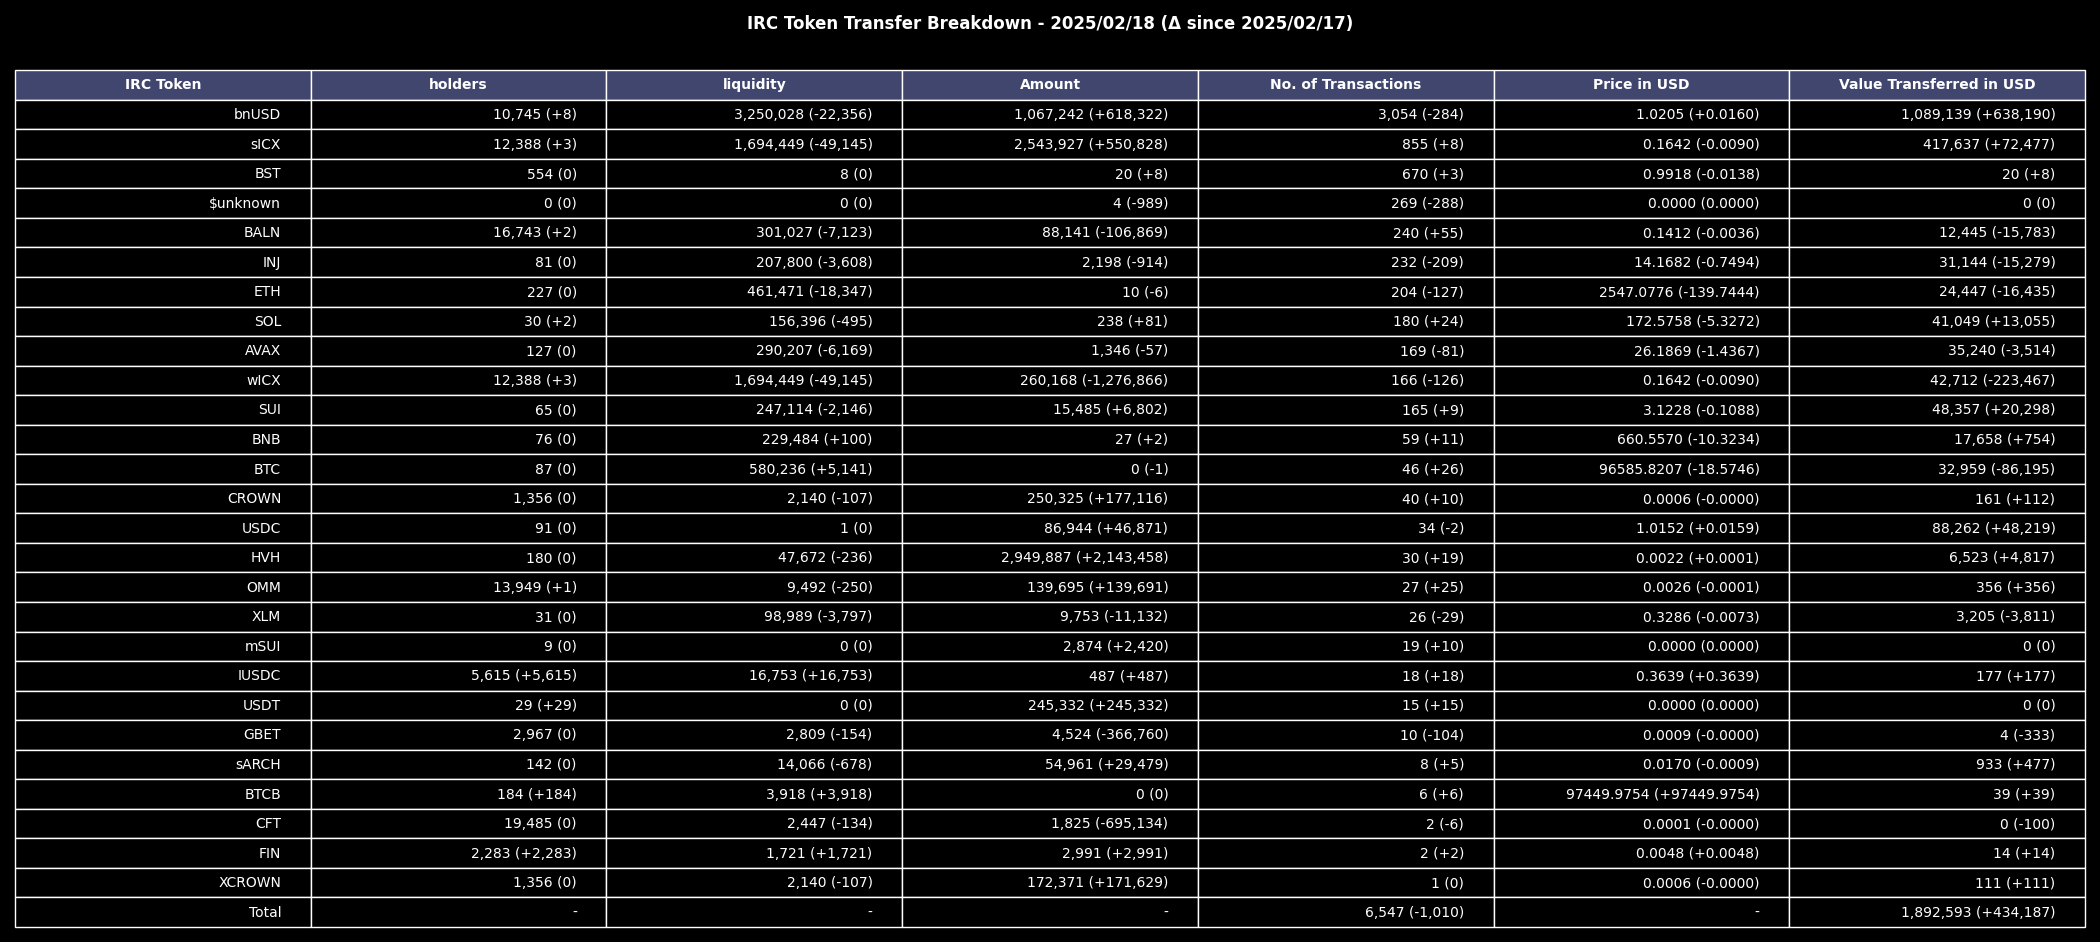 IRC Token Transfer Breakdown - 2025/02/18 (Δ since 2025/02/17)
IRC Token holders liquidity Amount No. of Transactions Price in USD Value Transferred in USD
bnUSD 10,745 (+8) 3,250,028 (-22,356) 1,067,242 (+618,322) 3,054 (-284) 1.0205 (+0.0160) 1,089,139 (+638,190)
sICX 12,388 (+3) 1,694,449 (-49,145) 2,543,927 (+550,828) 855 (+8) 0.1642 (-0.0090) 417,637 (+72,477)
BST 554 (0) 8 (0) 20 (+8) 670 (+3) 0.9918 (-0.0138) 20 (+8)
$unknown 0 (0) 0 (0) 4 (-989) 269 (-288) 0.0000 (0.0000) 0 (0)
BALN 16,743 (+2) 301,027 (-7,123) 88,141 (-106,869) 240 (+55) 0.1412 (-0.0036) 12,445 (-15,783)
INJ 81 (0) 207,800 (-3,608) 2,198 (-914) 232 (-209) 14.1682 (-0.7494) 31,144 (-15,279)
ETH 227 (0) 461,471 (-18,347) 10 (-6) 204 (-127) 2547.0776 (-139.7444) 24,447 (-16,435)
SOL 30 (+2) 156,396 (-495) 238 (+81) 180 (+24) 172.5758 (-5.3272) 41,049 (+13,055)
AVAX 127 (0) 290,207 (-6,169) 1,346 (-57) 169 (-81) 26.1869 (-1.4367) 35,240 (-3,514)
wICX 12,388 (+3) 1,694,449 (-49,145) 260,168 (-1,276,866) 166 (-126) 0.1642 (-0.0090) 42,712 (-223,467)
SUI 65 (0) 247,114 (-2,146) 15,485 (+6,802) 165 (+9) 3.1228 (-0.1088) 48,357 (+20,298)
BNB 76 (0) 229,484 (+100) 27 (+2) 59 (+11) 660.5570 (-10.3234) 17,658 (+754)
BTC 87 (0) 580,236 (+5,141) 0 (-1) 46 (+26) 96585.8207 (-18.5746) 32,959 (-86,195)
CROWN 1,356 (0) 2,140 (-107) 250,325 (+177,116) 40 (+10) 0.0006 (-0.0000) 161 (+112)
USDC 91 (0) 1 (0) 86,944 (+46,871) 34 (-2) 1.0152 (+0.0159) 88,262 (+48,219)
HVH 180 (0) 47,672 (-236) 2,949,887 (+2,143,458) 30 (+19) 0.0022 (+0.0001) 6,523 (+4,817)
OMM 13,949 (+1) 9,492 (-250) 139,695 (+139,691) 27 (+25) 0.0026 (-0.0001) 356 (+356)
XLM 31 (0) 98,989 (-3,797) 9,753 (-11,132) 26 (-29) 0.3286 (-0.0073) 3,205 (-3,811)
mSUI 9 (0) 0 (0) 2,874 (+2,420) 19 (+10) 0.0000 (0.0000) 0 (0)
IUSDC 5,615 (+5,615) 16,753 (+16,753) 487 (+487) 18 (+18) 0.3639 (+0.3639) 177 (+177)
USDT 29 (+29) 0 (0) 245,332 (+245,332) 15 (+15) 0.0000 (0.0000) 0 (0)
GBET 2,967 (0) 2,809 (-154) 4,524 (-366,760) 10 (-104) 0.0009 (-0.0000) 4 (-333)
sARCH 142 (0) 14,066 (-678) 54,961 (+29,479) 8 (+5) 0.0170 (-0.0009) 933 (+477)
BTCB 184 (+184) 3,918 (+3,918) 0 (0) 6 (+6) 97449.9754 (+97449.9754) 39 (+39)
CFT 19,485 (0) 2,447 (-134) 1,825 (-695,134) 2 (-6) 0.0001 (-0.0000) 0 (-100)
FIN 2,283 (+2,283) 1,721 (+1,721) 2,991 (+2,991) 2 (+2) 0.0048 (+0.0048) 14 (+14)
XCROWN 1,356 (0) 2,140 (-107) 172,371 (+171,629) 1 (0) 0.0006 (-0.0000) 111 (+111)
Total - - - 6,547 (-1,010) - 1,892,593 (+434,187)